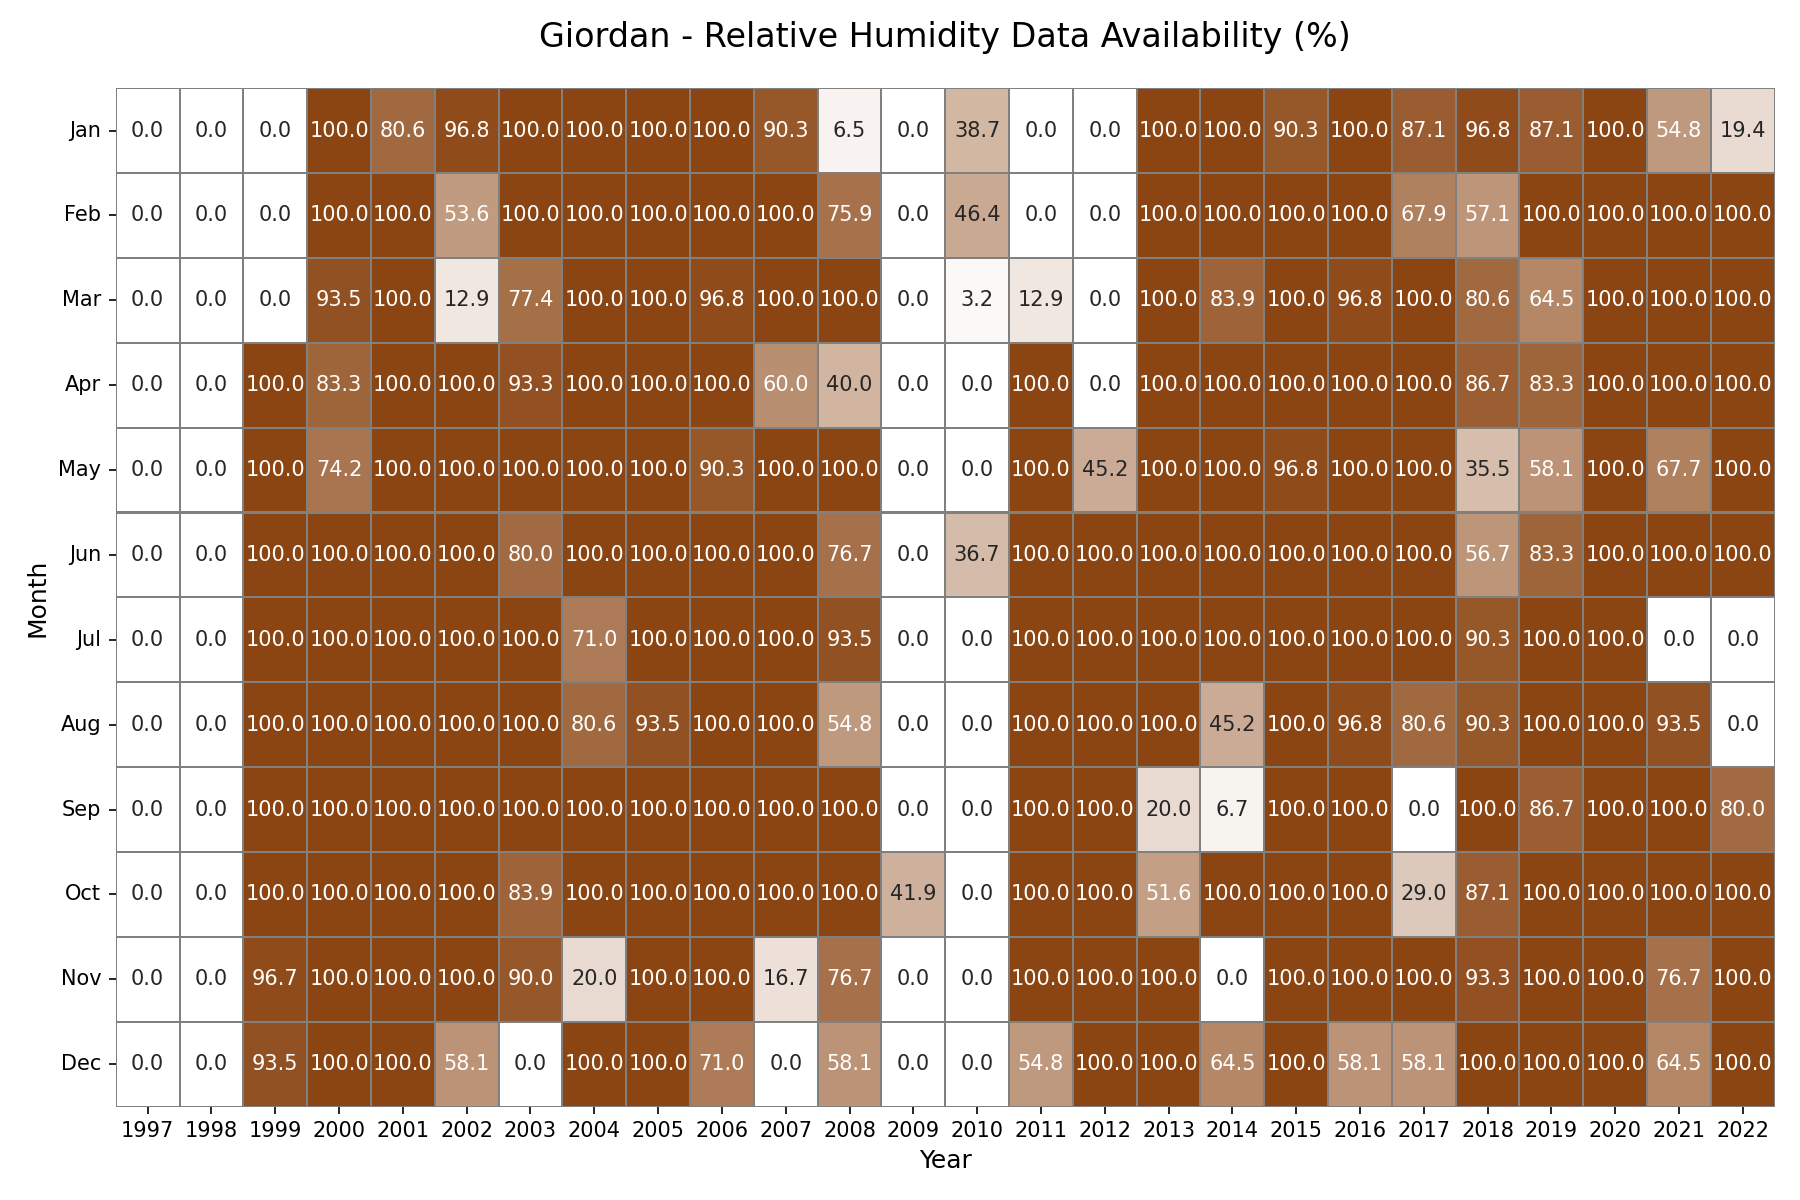 Giordan - Relative Humidity Data Availability (%)
Jan 0.0 0.0 0.0 100.0 80.6 96.8 100.0 100.0 100.0 100.0 90.3 6.5 0.0 38.7 0.0 0.0 100.0 100.0 90.3 100.0 87.1 96.8 87.1 100.0 54.8 19.4
Feb 0.0 0.0 0.0 100.0 100.0 53.6 100.0 100.0 100.0 100.0 100.0 75.9 0.0 46.4 0.0 0.0 100.0 100.0 100.0 100.0 67.9 57.1 100.0 100.0 100.0 100.0
Mar 0.0 0.0 0.0 93.5 100.0 12.9 77.4 100.0 100.0 96.8 100.0 100.0 0.0 3.2 12.9 0.0 100.0 83.9 100.0 96.8 100.0 80.6 64.5 100.0 100.0 100.0
Apr 0.0 0.0 100.0 83.3 100.0 100.0 93.3 100.0 100.0 100.0 60.0 40.0 0.0 0.0 100.0 0.0 100.0 100.0 100.0 100.0 100.0 86.7 83.3 100.0 100.0 100.0
May 0.0 0.0 100.0 74.2 100.0 100.0 100.0 100.0 100.0 90.3 100.0 100.0 0.0 0.0 100.0 45.2 100.0 100.0 96.8 100.0 100.0 35.5 58.1 100.0 67.7 100.0
Jun 0.0 0.0 100.0 100.0 100.0 100.0 80.0 100.0 100.0 100.0 100.0 76.7 0.0 36.7 100.0 100.0 100.0 100.0 100.0 100.0 100.0 56.7 83.3 100.0 100.0 100.0
Month
Jul 0.0 0.0 100.0 100.0 100.0 100.0 100.0 71.0 100.0 100.0 100.0 93.5 0.0 0.0 100.0 100.0 100.0 100.0 100.0 100.0 100.0 90.3 100.0 100.0 0.0 0.0
Aug 0.0 0.0 100.0 100.0 100.0 100.0 100.0 80.6 93.5 100.0 100.0 54.8 0.0 0.0 100.0 100.0 100.0 45.2 100.0 96.8 80.6 90.3 100.0 100.0 93.5 0.0
Sep 0.0 0.0 100.0 100.0 100.0 100.0 100.0 100.0 100.0 100.0 100.0 100.0 0.0 0.0 100.0 100.0 20.0 6.7 100.0 100.0 0.0 100.0 86.7 100.0 100.0 80.0
Oct 0.0 0.0 100.0 100.0 100.0 100.0 83.9 100.0 100.0 100.0 100.0 100.0 41.9 0.0 100.0 100.0 51.6 100.0 100.0 100.0 29.0 87.1 100.0 100.0 100.0 100.0
Nov 0.0 0.0 96.7 100.0 100.0 100.0 90.0 20.0 100.0 100.0 16.7 76.7 0.0 0.0 100.0 100.0 100.0 0.0 100.0 100.0 100.0 93.3 100.0 100.0 76.7 100.0
Dec 0.0 0.0 93.5 100.0 100.0 58.1 0.0 100.0 100.0 71.0 0.0 58.1 0.0 0.0 54.8 100.0 100.0 64.5 100.0 58.1 58.1 100.0 100.0 100.0 64.5 100.0
1997 1998 1999 2000 2001 2002 2003 2004 2005 2006 2007 2008 2009 2010 2011 2012 2013 2014 2015 2016 2017 2018 2019 2020 2021 2022
Year